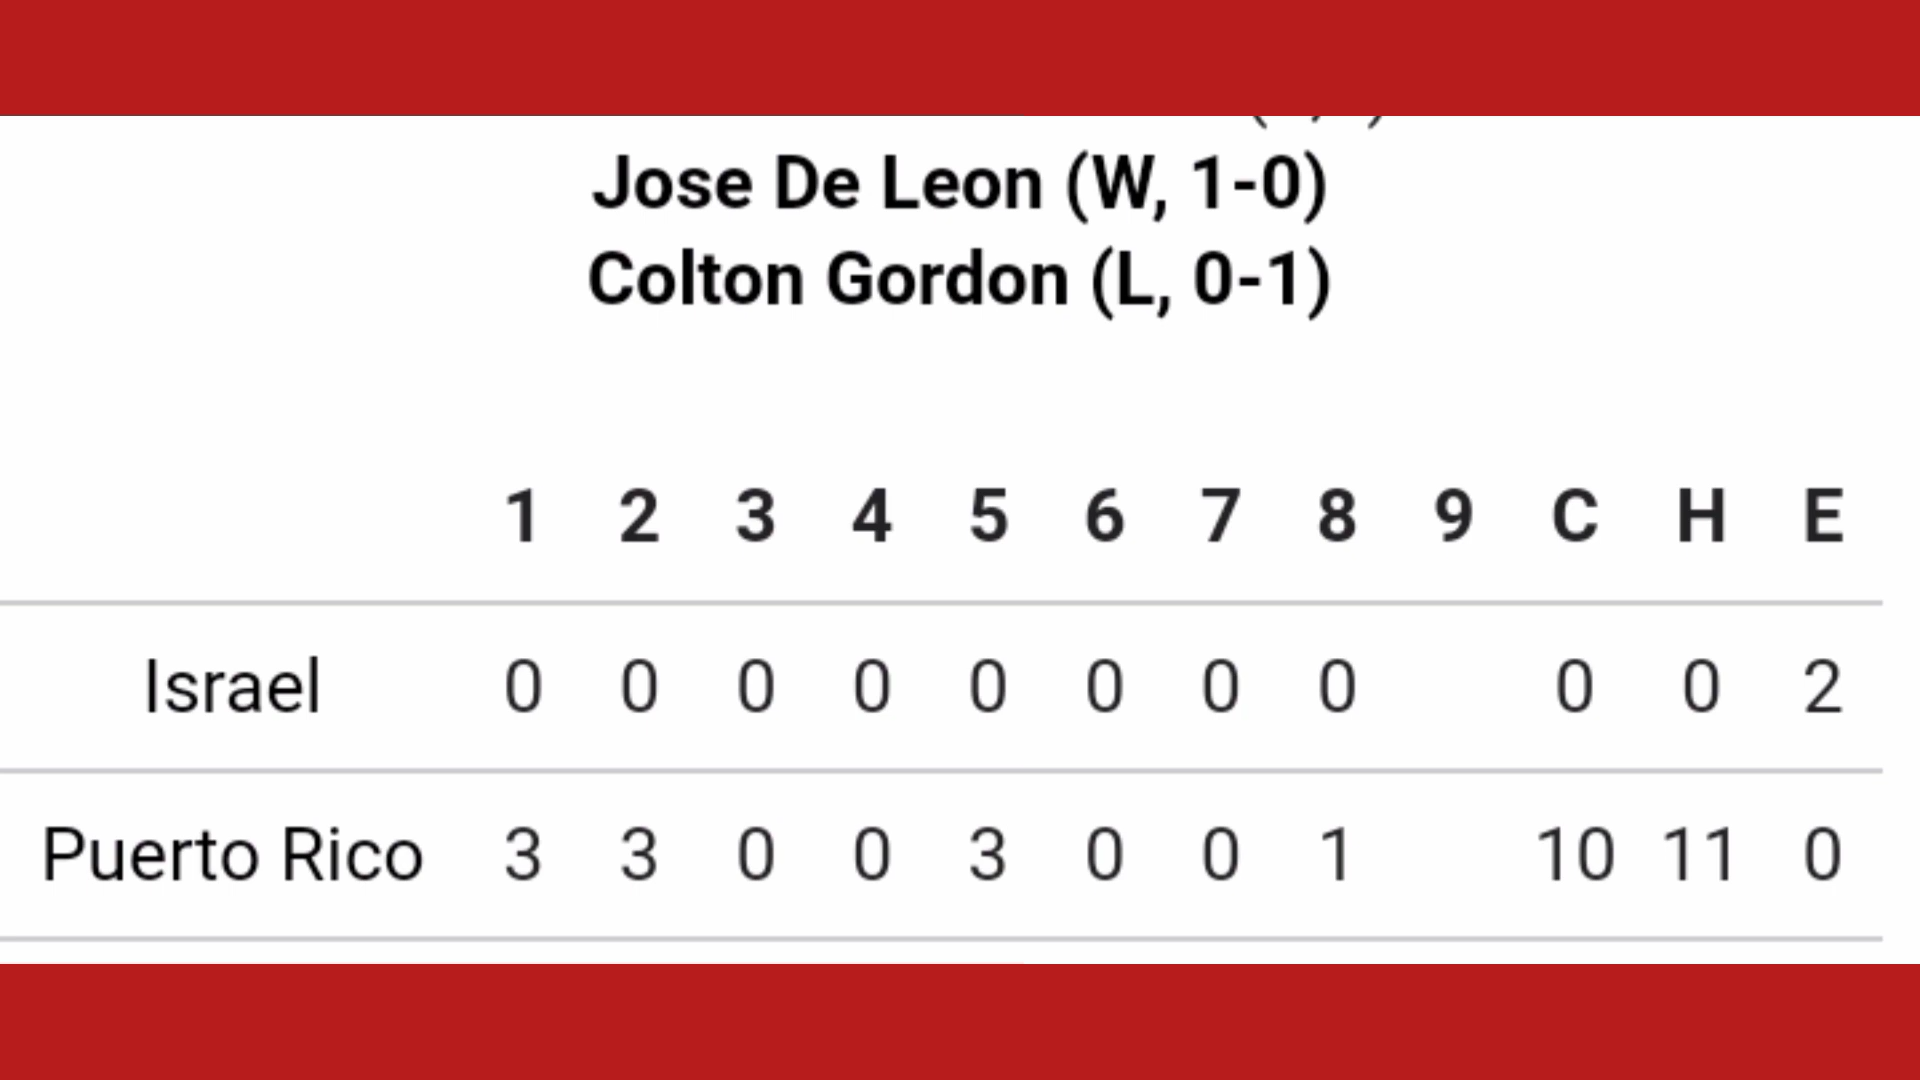 Jose De Leon (W, 1-0)
Colton Gordon (L, 0-1)
1 2 3 4 5 6 7 8 9 C H E
Israel 0 0 0 0 0 0 0 0 0 0 2
Puerto Rico 3 3 0 0 3 0 0 1 10 11 0